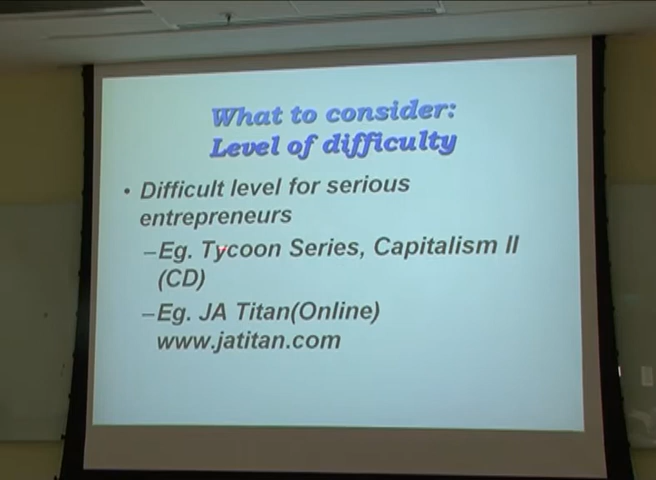 What to consider:
Level of difficulty
• Difficult level for serious
entrepreneurs
–Eg. Tycoon Series, Capitalism II
(CD)
–Eg. JA Titan(Online)
www.jatitan.com